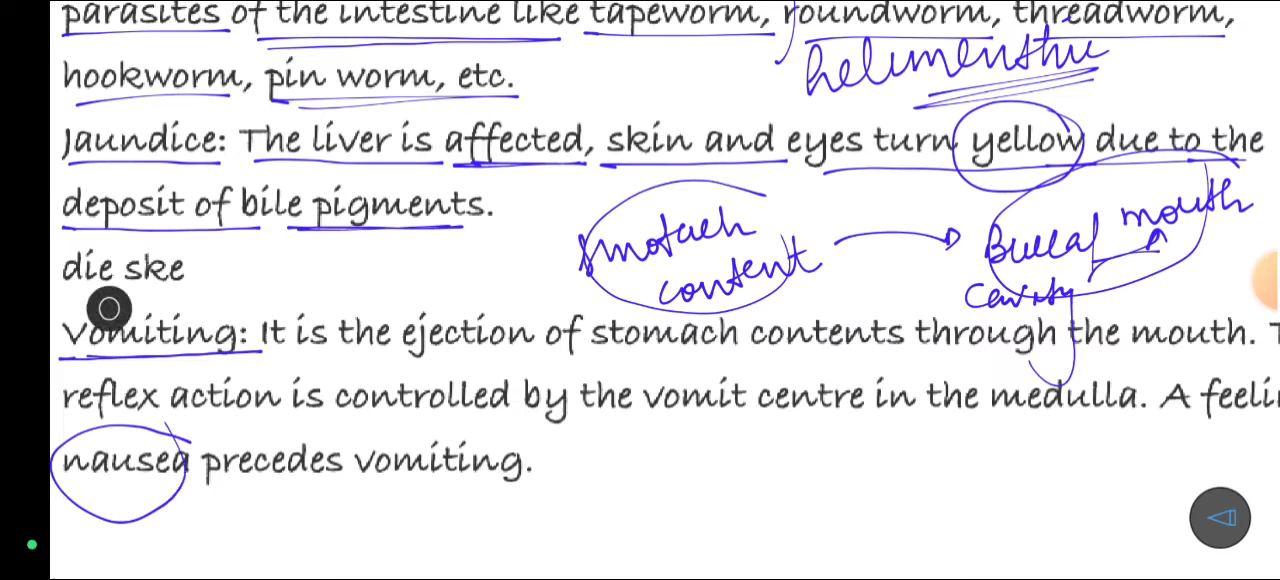 parasites of the intestine like tapeworm, roundworm, threadworm,
helimenthu
hookworm, pin worm, etc.
Jaundice: The liver is affected, skin and eyes turn yellow due to the
deposit of bile pigments.
smotach content → Buccal cavity mouth
die ske
Vomiting: It is the ejection of stomach contents through the mouth. T
reflex action is controlled by the vomit centre in the medulla. A feelin
nausea precedes vomiting.